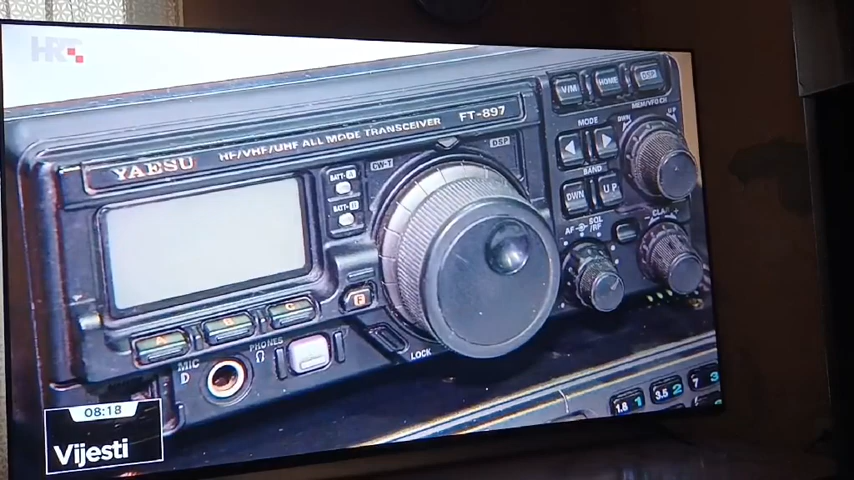 HRT
V/M HOME DSP
YAESU HF/VHF/UHF ALL MODE TRANSCEIVER FT-897
MODE DWN MEM/VFO CH UP
BATT-A CW-T DSP
BATT-B
BAND
DWN UP
AF SQL/RF CLAR
F
A B C
MIC PHONES
LOCK
1.8 1 3.5 2 7 3
08:18
Vijesti